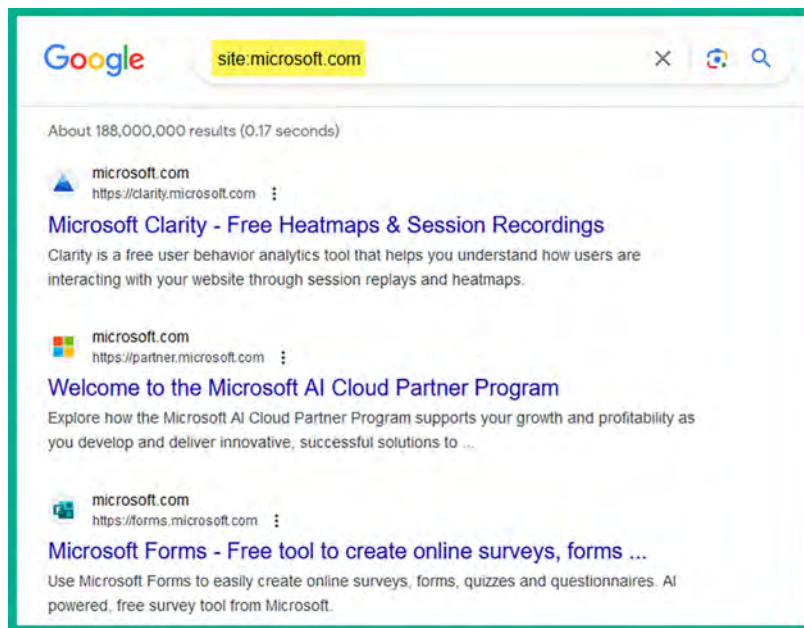 Google
site:microsoft.com
About 188,000,000 results (0.17 seconds)
microsoft.com
https://clarity.microsoft.com
Microsoft Clarity - Free Heatmaps & Session Recordings
Clarity is a free user behavior analytics tool that helps you understand how users are
interacting with your website through session replays and heatmaps.
microsoft.com
https://partner.microsoft.com
Welcome to the Microsoft AI Cloud Partner Program
Explore how the Microsoft AI Cloud Partner Program supports your growth and profitability as
you develop and deliver innovative, successful solutions to ...
microsoft.com
https://forms.microsoft.com
Microsoft Forms - Free tool to create online surveys, forms ...
Use Microsoft Forms to easily create online surveys, forms, quizzes and questionnaires. AI
powered, free survey tool from Microsoft.